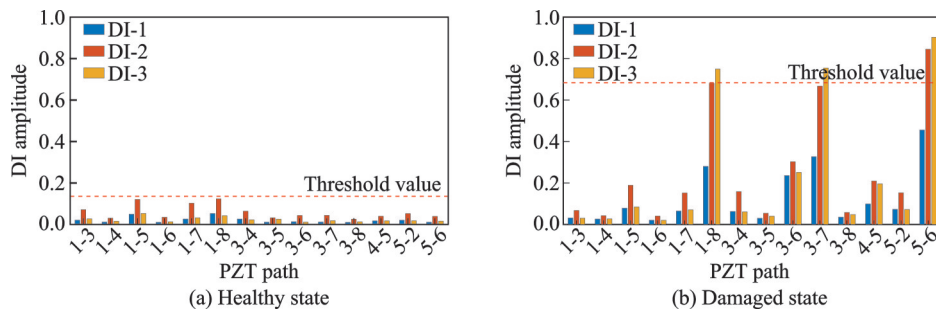 1.0
0.8
0.6
0.4
0.2
0.0
DI amplitude
DI-1
DI-2
DI-3
Threshold value
1-3
1-4
1-5
1-6
1-7
1-8
3-4
3-5
3-6
3-7
3-8
4-5
5-2
5-6
PZT path
(a) Healthy state
1.0
0.8
0.6
0.4
0.2
0.0
DI amplitude
DI-1
DI-2
DI-3
Threshold value
1-3
1-4
1-5
1-6
1-7
1-8
3-4
3-5
3-6
3-7
3-8
4-5
5-2
5-6
PZT path
(b) Damaged state